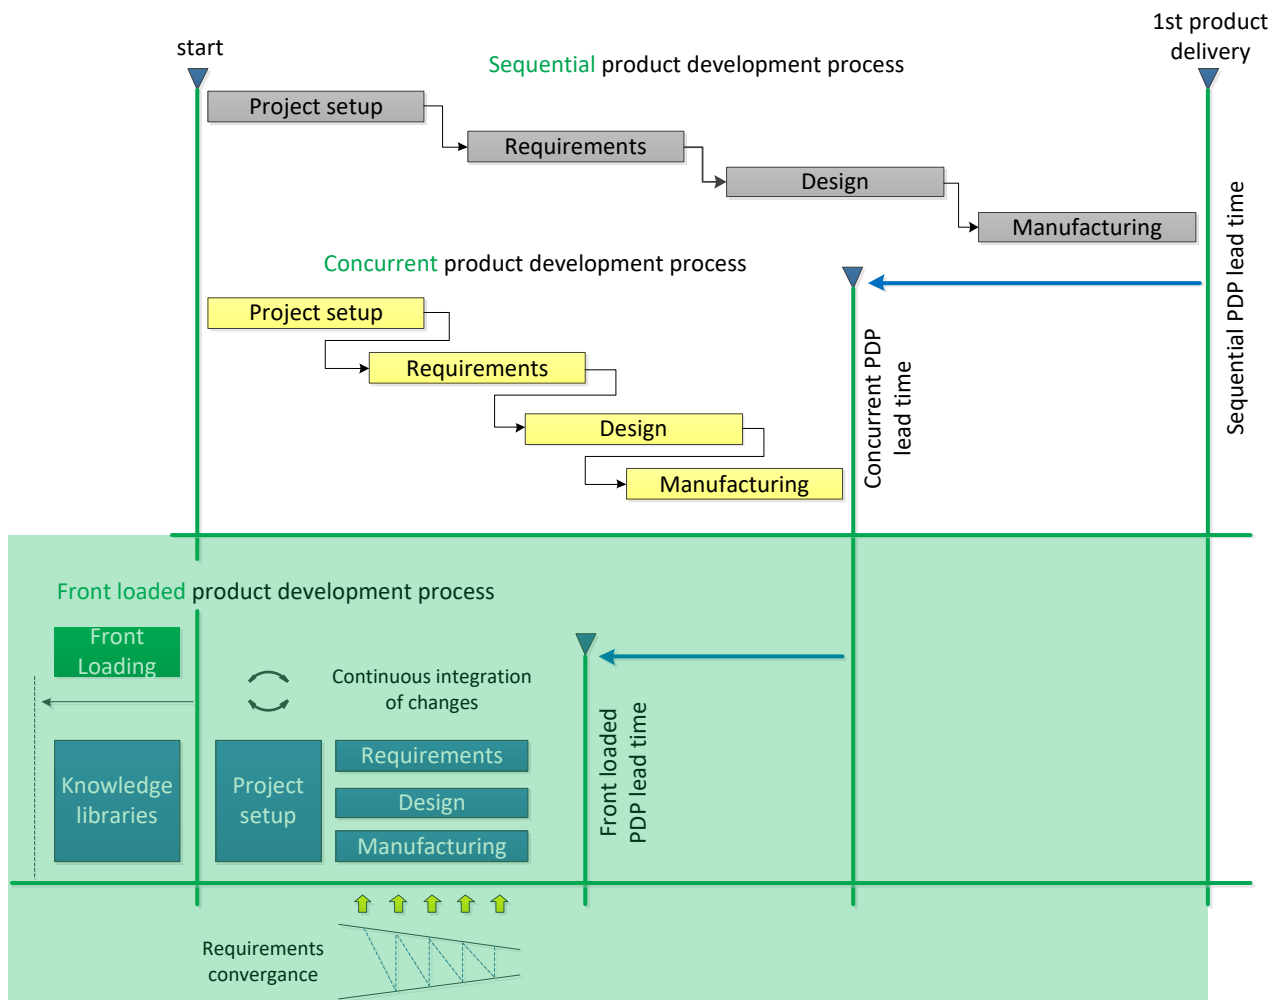 start
1st product
delivery
Sequential product development process
Project setup
Requirements
Design
Manufacturing
Sequential PDP lead time
Concurrent product development process
Project setup
Requirements
Design
Manufacturing
Concurrent PDP
lead time
Front loaded product development process
Front
Loading
Continuous integration
of changes
Knowledge
libraries
Project
setup
Requirements
Design
Manufacturing
Front loaded
PDP lead time
Requirements
convergance